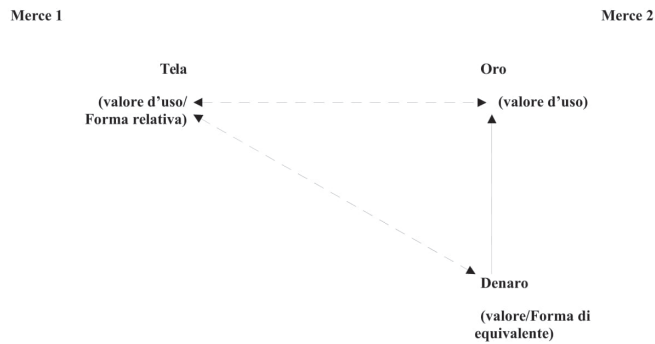 Merce 1
Merce 2
Tela
Oro
(valore d'uso/
Forma relativa)
(valore d'uso)
Denaro
(valore/Forma di
equivalente)